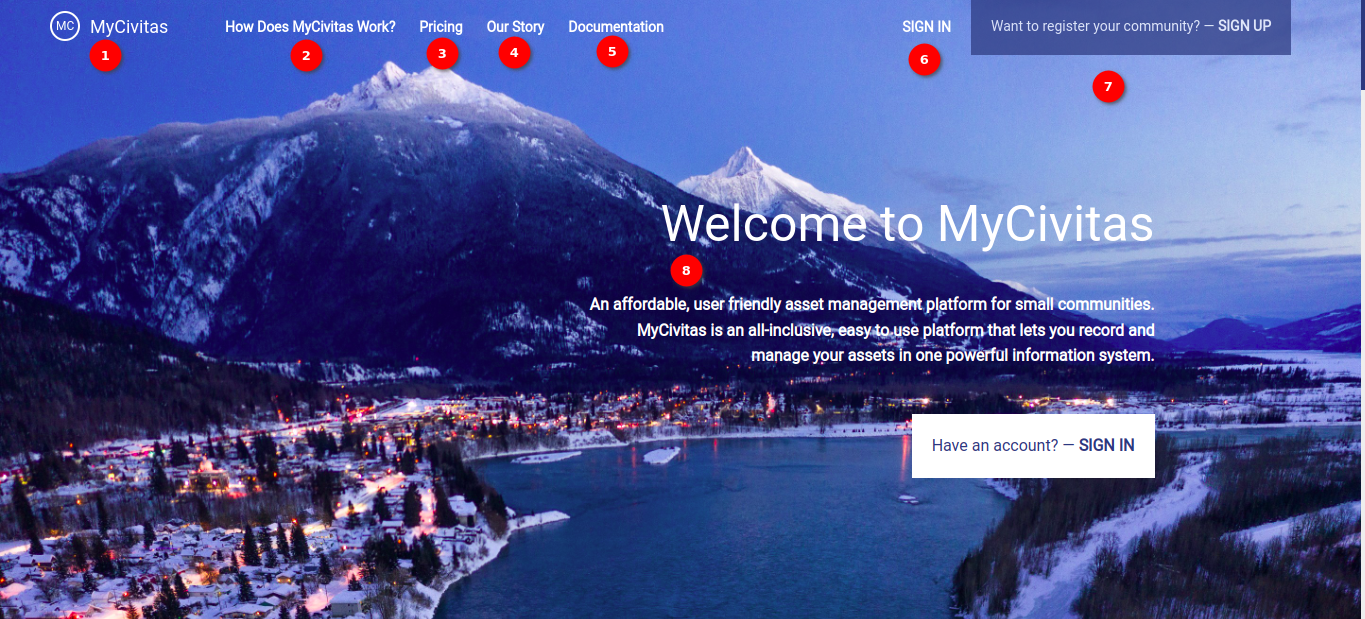 MC MyCivitas How Does MyCivitas Work? Pricing Our Story Documentation SIGN IN Want to register your community? — SIGN UP
1 2 3 4 5 6 7
Welcome to MyCivitas
8
An affordable, user friendly asset management platform for small communities.
MyCivitas is an all-inclusive, easy to use platform that lets you record and
manage your assets in one powerful information system.
Have an account? — SIGN IN